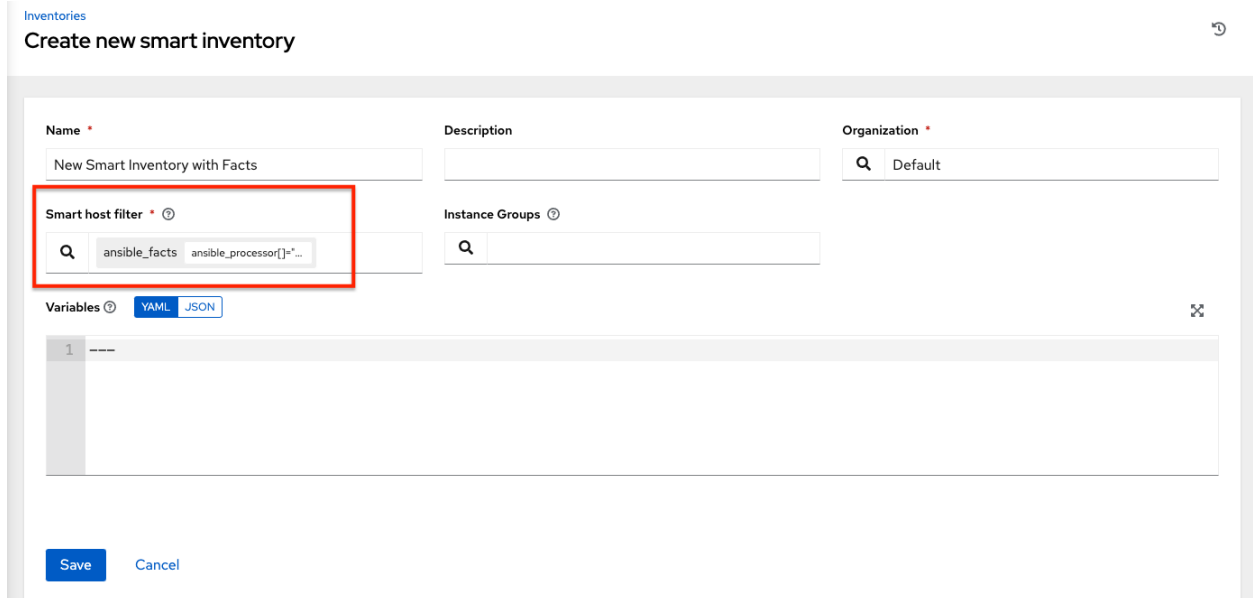 Inventories
Create new smart inventory
Name *
Description
Organization *
New Smart Inventory with Facts
Default
Smart host filter *
Instance Groups
ansible_facts ansible_processor[]="...
Variables YAML JSON
1 ---
Save Cancel